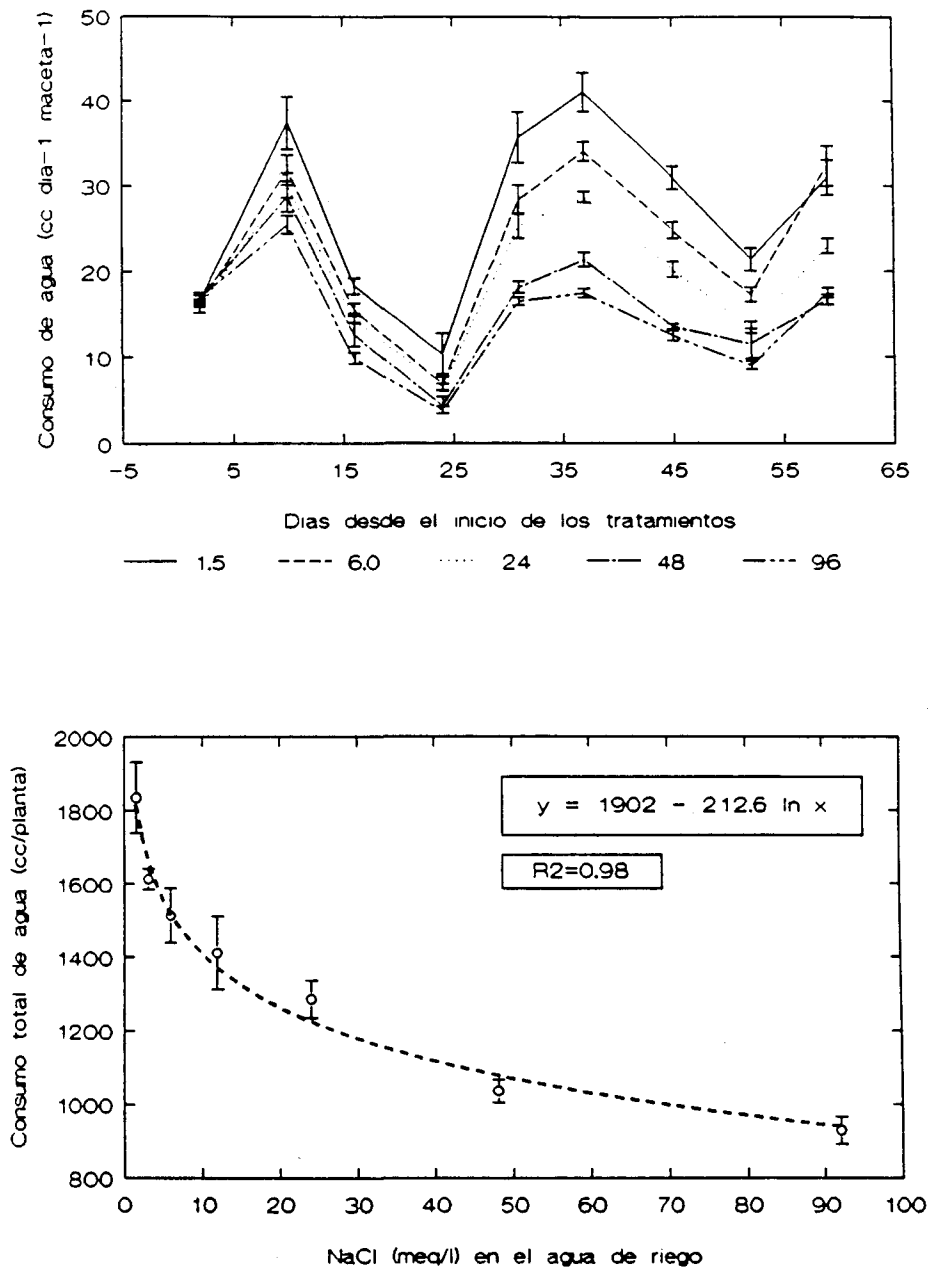 Consumo de agua (cc dia-1 maceta-1)
50
40
30
20
10
0
-5 5 15 25 35 45 55 65
Dias desde el inicio de los tratamientos
1.5 6.0 24 48 96
Consumo total de agua (cc/planta)
2000
1800
1600
1400
1200
1000
800
y = 1902 - 212.6 ln x
R2=0.98
0 10 20 30 40 50 60 70 80 90 100
NaCl (meq/l) en el agua de riego